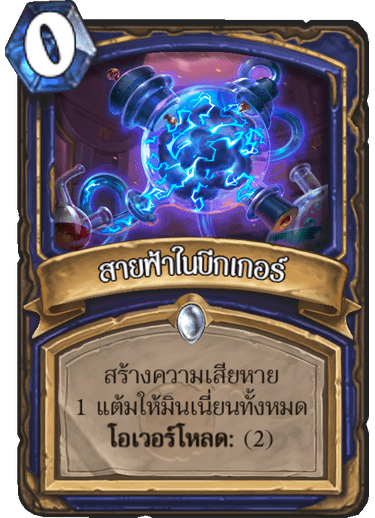 0
สายฟ้าในบีกเกอร์
สร้างความเสียหาย
1 แต้มให้มินเนี่ยนทั้งหมด
โอเวอร์โหลด: (2)